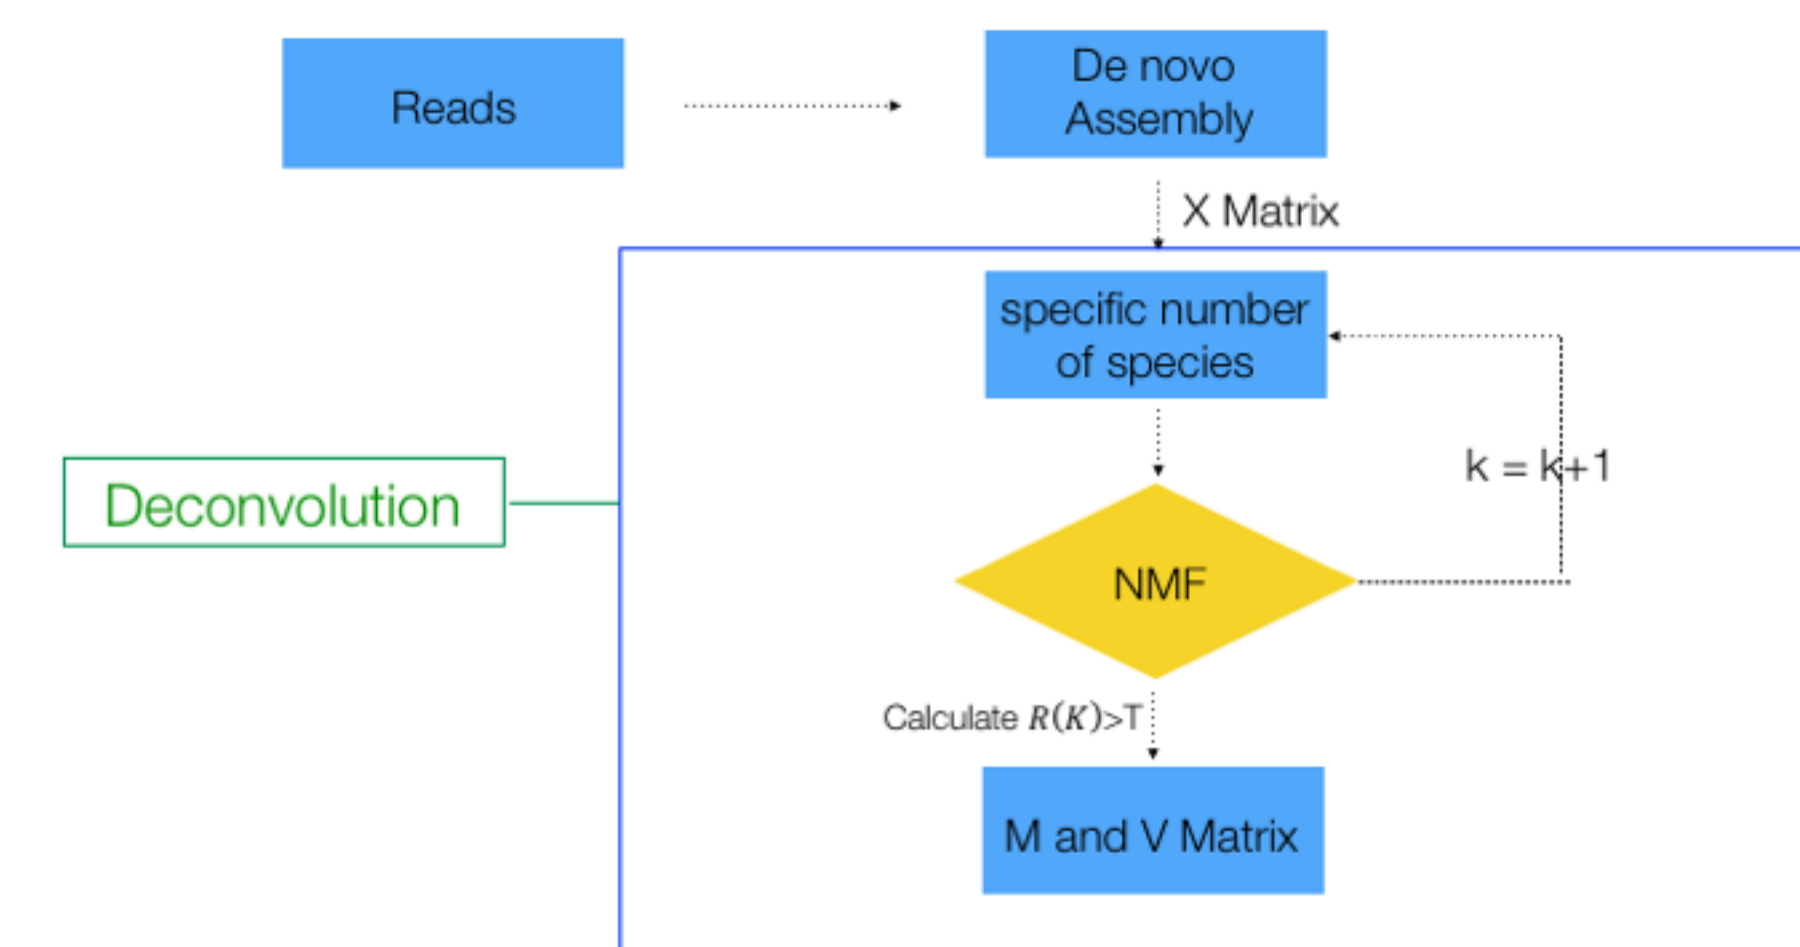 Reads
De novo
Assembly
X Matrix
specific number
of species
k = k+1
Deconvolution
NMF
Calculate R(K)>T
M and V Matrix